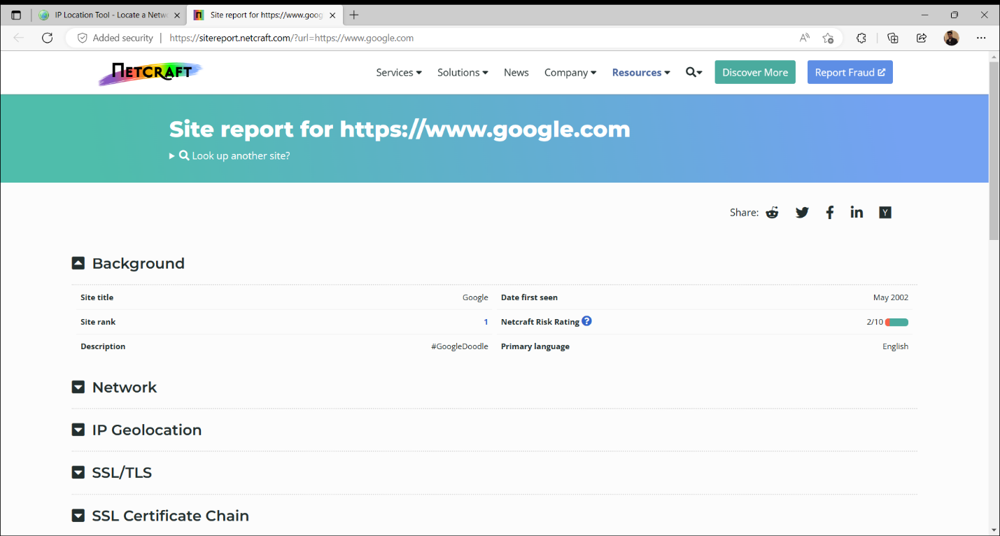 IP Location Tool - Locate a Netw
Site report for https://www.goog
Added security | https://sitereport.netcraft.com/?url=https://www.google.com
NETCRAFT
Services Solutions News Company Resources Discover More Report Fraud
Site report for https://www.google.com
Look up another site?
Share:
Background
Site title Google Date first seen May 2002
Site rank 1 Netcraft Risk Rating ? 2/10
Description #GoogleDoodle Primary language English
Network
IP Geolocation
SSL/TLS
SSL Certificate Chain